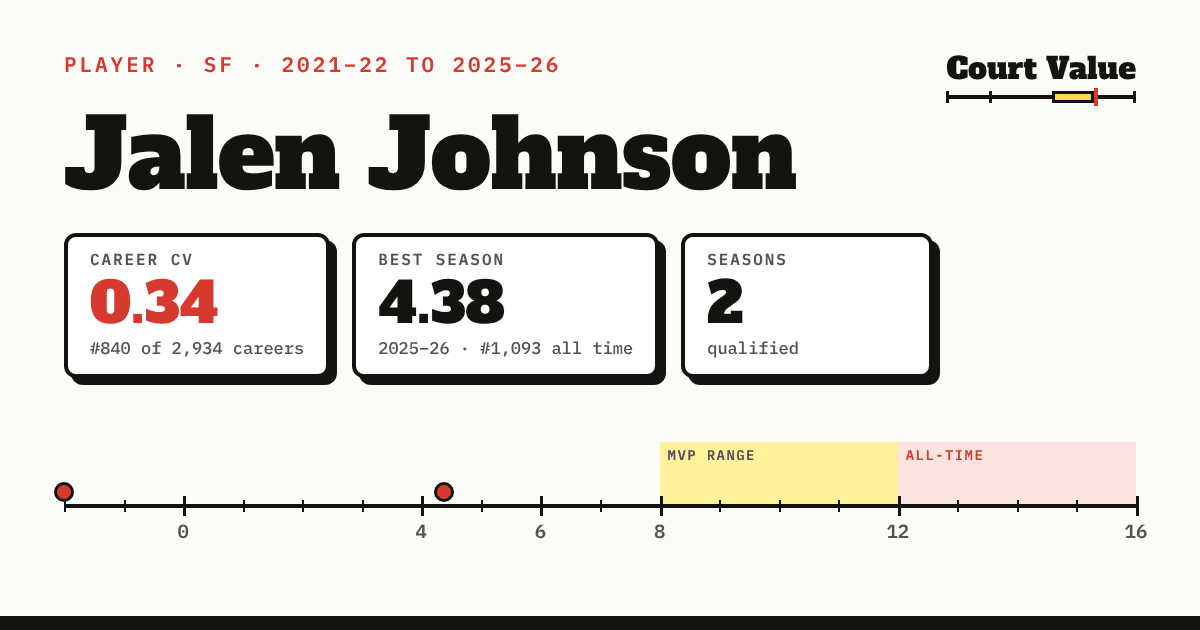 PLAYER · SF · 2021–22 TO 2025–26
Court Value
Jalen Johnson
CAREER CV
0.34
#840 of 2,934 careers
BEST SEASON
4.38
2025–26 · #1,093 all time
SEASONS
2
qualified
MVP RANGE
ALL-TIME
0
4
6
8
12
16